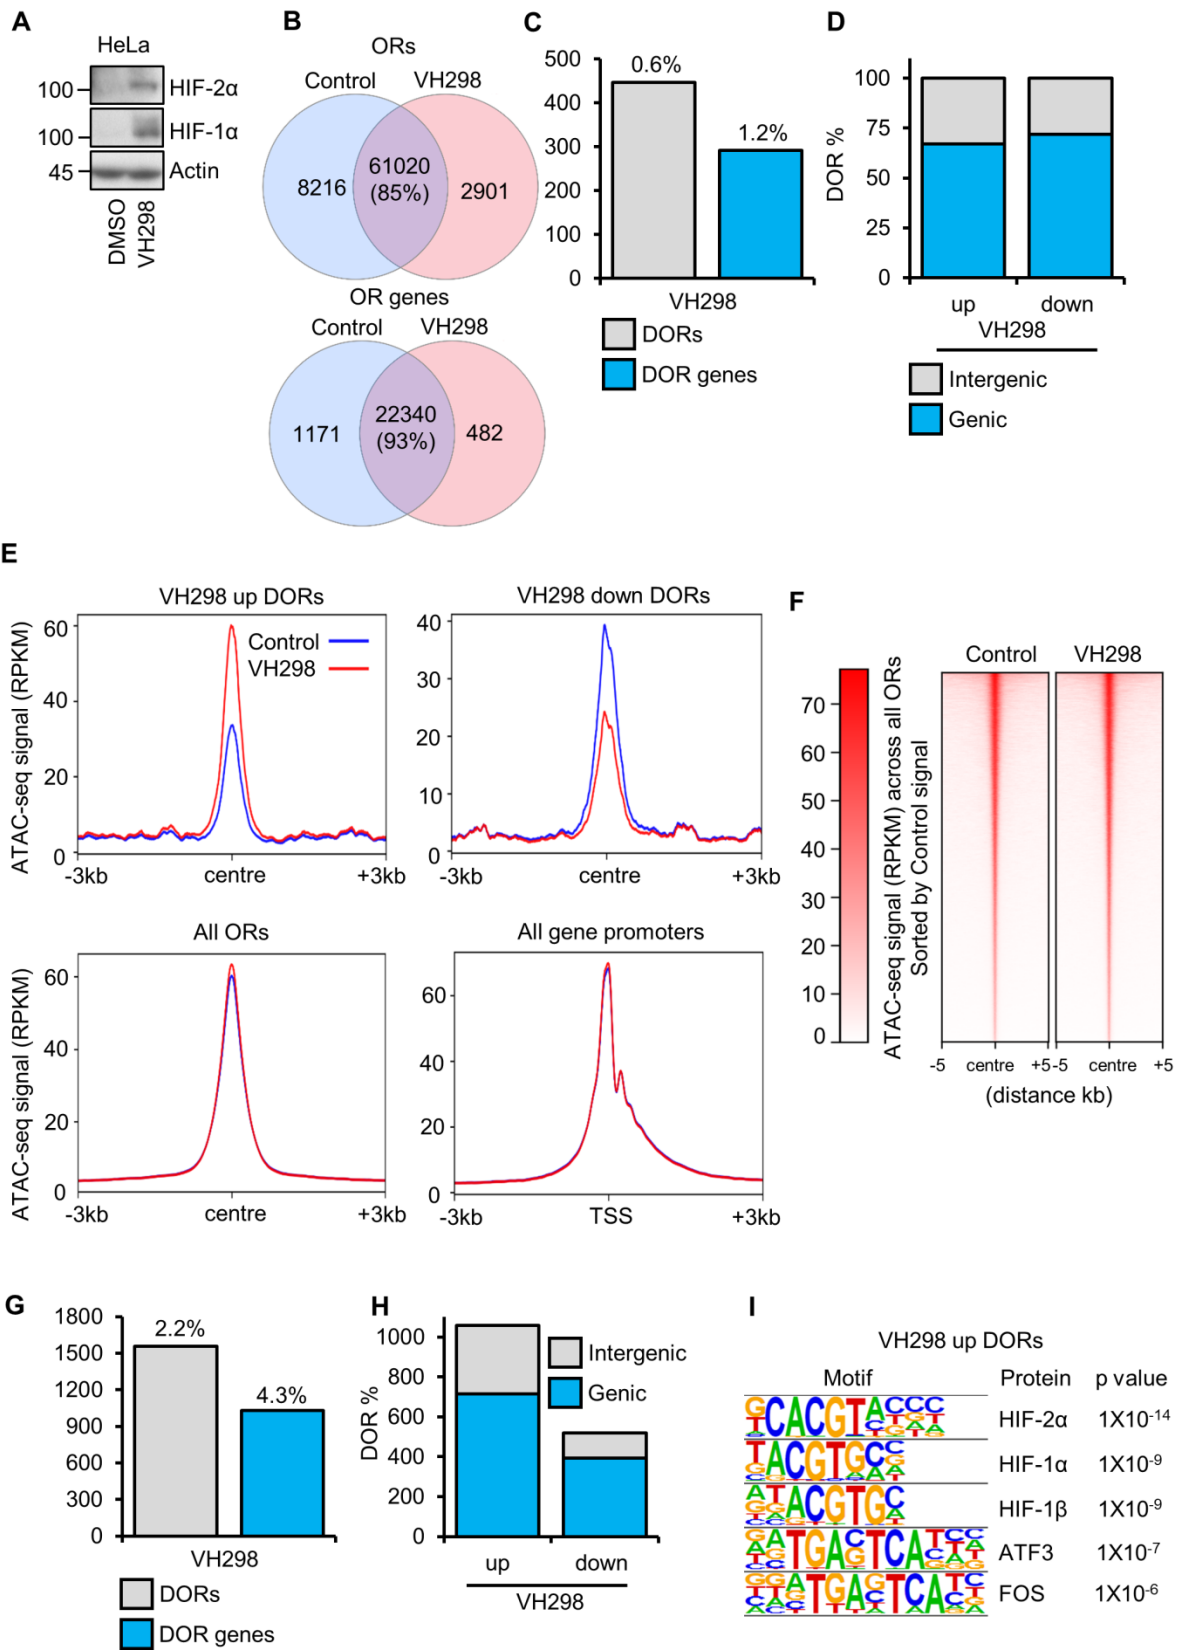 A
HeLa
100
HIF-2α
100
HIF-1α
45
Actin
DMSO
VH298
B
ORs
Control VH298
8216
61020
(85%)
2901
OR genes
Control VH298
1171
22340
(93%)
482
C
500
400
300
200
100
0
0.6%
1.2%
VH298
DORs
DOR genes
D
DOR %
100
75
50
25
0
up down
VH298
Intergenic
Genic
E
VH298 up DORs
ATAC-seq signal (RPKM)
60
40
20
0
Control
VH298
-3kb centre +3kb
VH298 down DORs
40
30
20
10
0
-3kb centre +3kb
All ORs
ATAC-seq signal (RPKM)
60
40
20
0
-3kb centre +3kb
All gene promoters
60
40
20
0
-3kb TSS +3kb
F
70
60
50
40
30
20
10
0
ATAC-seq signal (RPKM) across all ORs
Sorted by Control signal
Control VH298
-5 centre +5 -5 centre +5
(distance kb)
G
1800
1500
1200
900
600
300
0
2.2%
4.3%
VH298
DORs
DOR genes
H
DOR %
1000
800
600
400
200
0
Intergenic
Genic
up down
VH298
I
VH298 up DORs
Motif Protein p value
GCACGTACCC HIF-2α 1X10⁻¹⁴
TACGTGCC HIF-1α 1X10⁻⁹
ATACGTGC HIF-1β 1X10⁻⁹
GATGACTCATCC ATF3 1X10⁻⁷
GGATGAGTCATC FOS 1X10⁻⁶